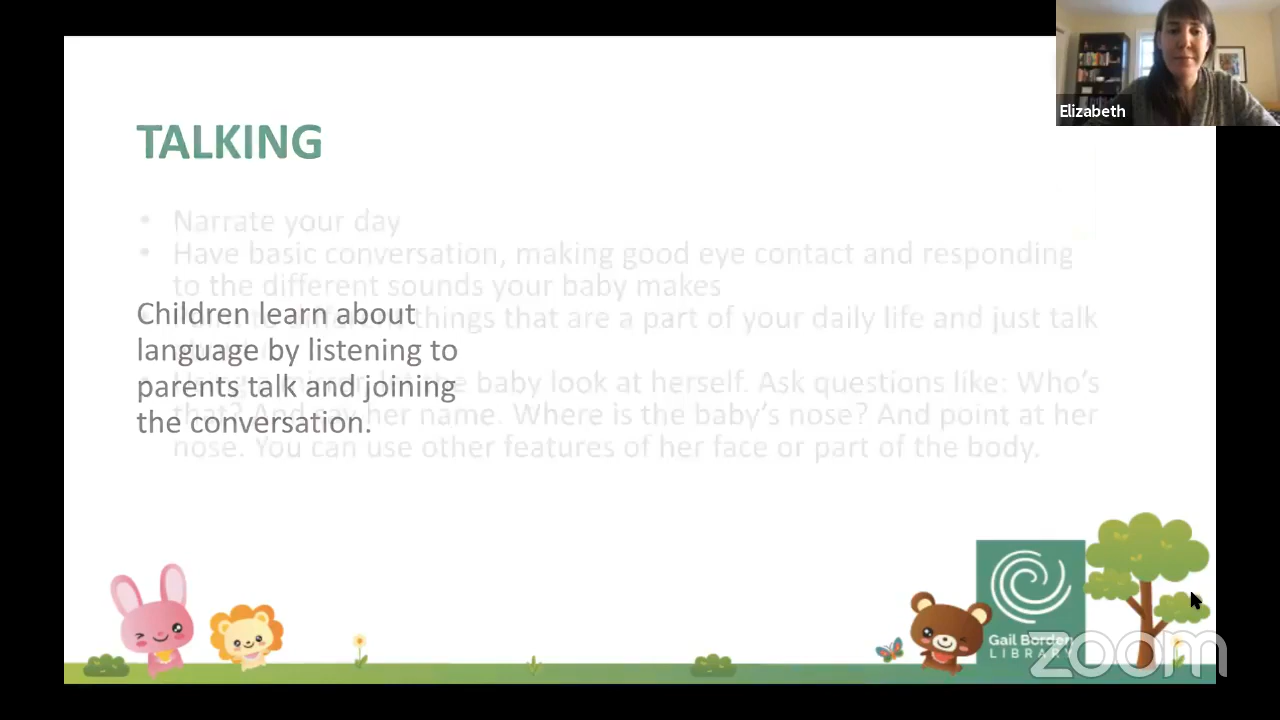 Elizabeth
TALKING
• Narrate your day
• Have basic conversation, making good eye contact and responding
to the different sounds your baby makes
Children learn about
things that are a part of your daily life and just talk
language by listening to
parents talk and joining
baby look at herself. Ask questions like: Who's
that? And say her name. Where is the baby's nose? And point at her
the conversation.
nose. You can use other features of her face or part of the body.
Gail Borden
LIBRARY
zoom